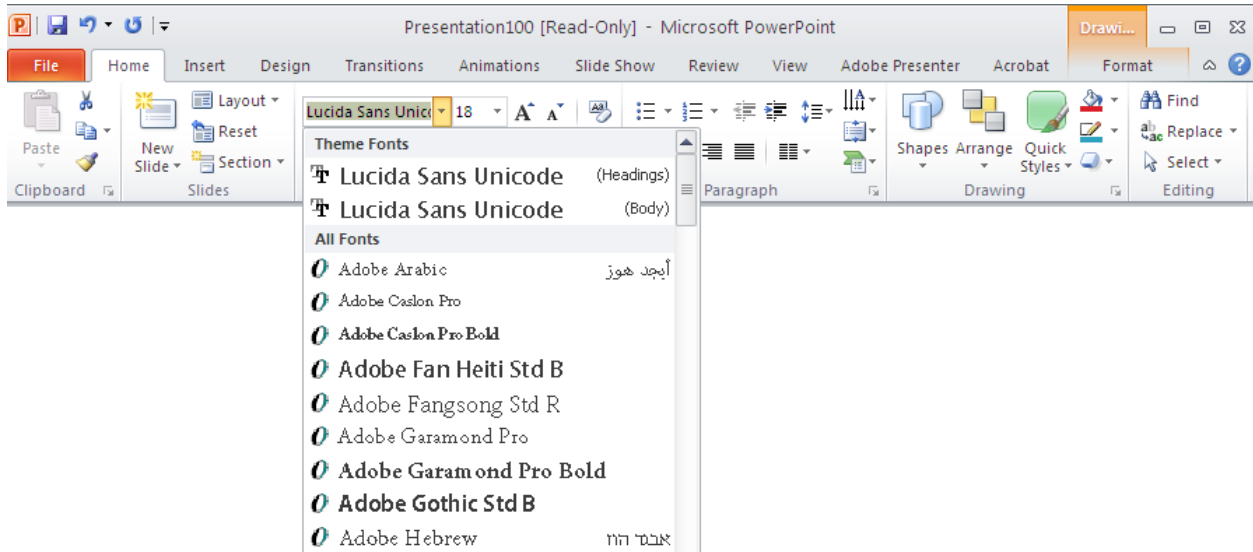 Presentation100 [Read-Only] - Microsoft PowerPoint
Drawi...
File Home Insert Design Transitions Animations Slide Show Review View Adobe Presenter Acrobat Format
Paste
Clipboard
New
Slide
Layout
Reset
Section
Slides
Lucida Sans Unico 18
Paragraph
Shapes Arrange Quick
Styles
Drawing
Find
Replace
Select
Editing
Theme Fonts
Lucida Sans Unicode (Headings)
Lucida Sans Unicode (Body)
All Fonts
Adobe Arabic أبجد هوز
Adobe Caslon Pro
Adobe Caslon Pro Bold
Adobe Fan Heiti Std B
Adobe Fangsong Std R
Adobe Garamond Pro
Adobe Garamond Pro Bold
Adobe Gothic Std B
Adobe Hebrew אבגד הוז